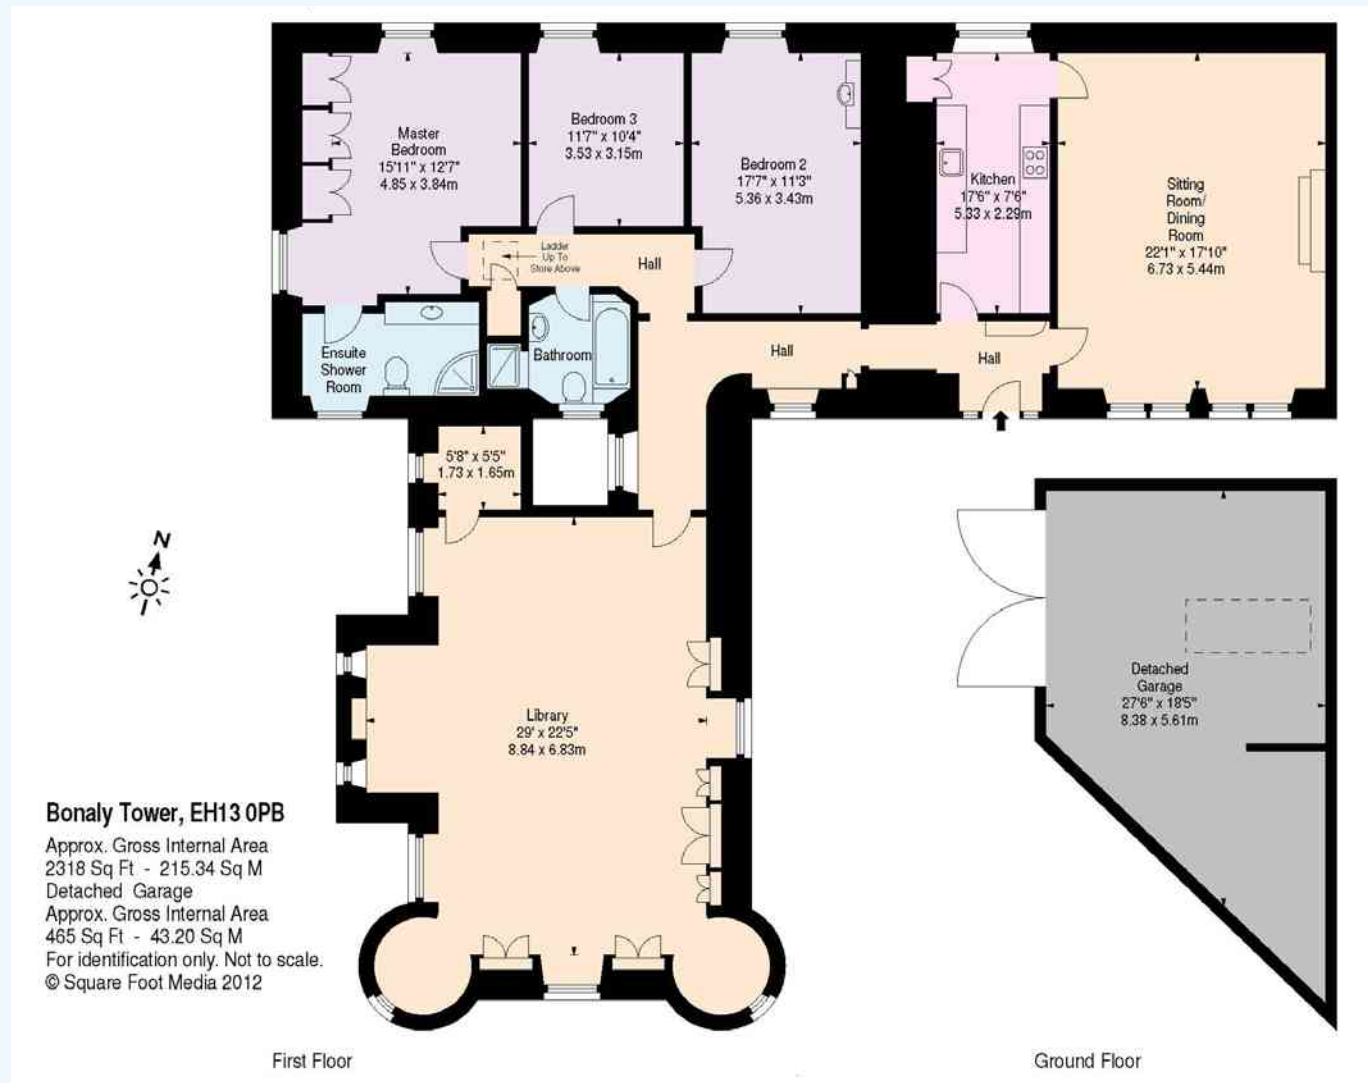 Master
Bedroom
15'11" x 12'7"
4.85 x 3.84m
Bedroom 3
11'7" x 10'4"
3.53 x 3.15m
Bedroom 2
17'7" x 11'3"
5.36 x 3.43m
Kitchen
17'6" x 7'6"
5.33 x 2.29m
Sitting
Room/
Dining
Room
22'1" x 17'10"
6.73 x 5.44m
Ladder
Up To
Store Above
Hall
Ensuite
Shower
Room
Bathroom
Hall
Hall
5'8" x 5'5"
1.73 x 1.65m
N
Library
29' x 22'5"
8.84 x 6.83m
Detached
Garage
27'6" x 18'5"
8.38 x 5.61m
Bonaly Tower, EH13 0PB
Approx. Gross Internal Area
2318 Sq Ft - 215.34 Sq M
Detached Garage
Approx. Gross Internal Area
465 Sq Ft - 43.20 Sq M
For identification only. Not to scale.
© Square Foot Media 2012
First Floor
Ground Floor